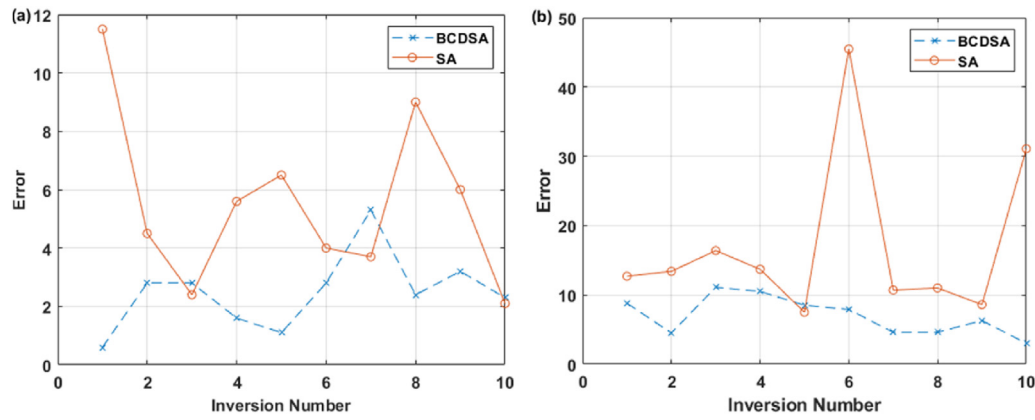 (a)
12
10
8
6
4
2
0
Error
0 2 4 6 8 10
Inversion Number
BCDSA
SA
(b)
50
40
30
20
10
0
Error
0 2 4 6 8 10
Inversion Number
BCDSA
SA